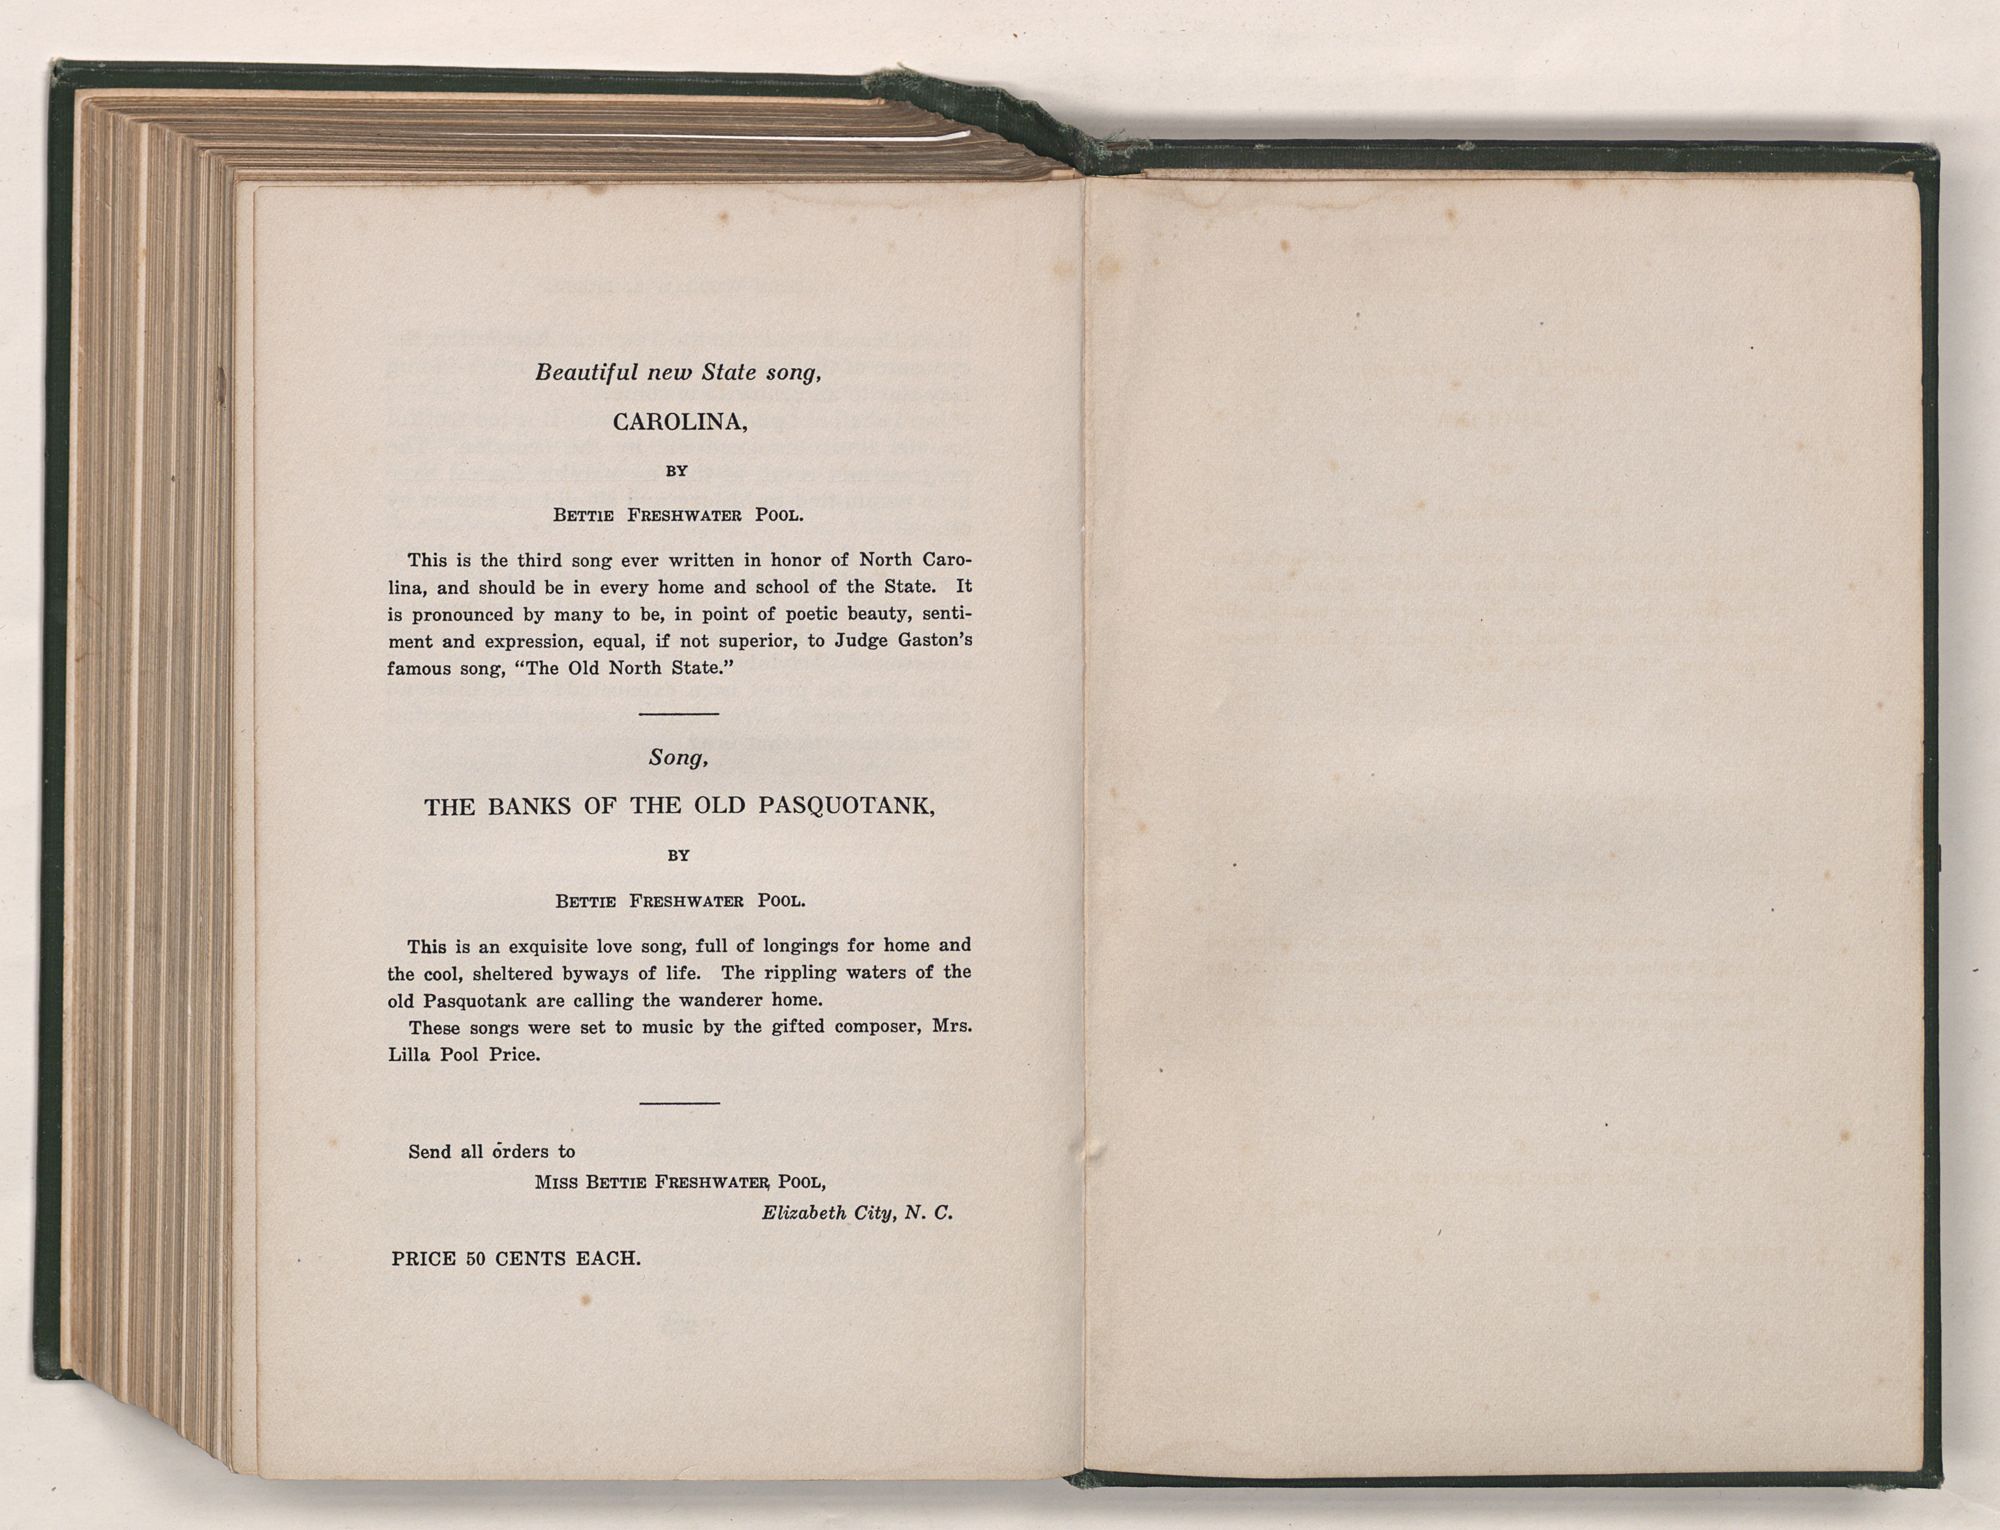 Beautiful new State song,
CAROLINA,
BY
BETTIE FRESHWATER POOL.
This is the third song ever written in honor of North Caro-
lina, and should be in every home and school of the State. It
is pronounced by many to be, in point of poetic beauty, senti-
ment and expression, equal, if not superior, to Judge Gaston's
famous song, "The Old North State."
Song,
THE BANKS OF THE OLD PASQUOTANK,
BY
BETTIE FRESHWATER POOL.
This is an exquisite love song, full of longings for home and
the cool, sheltered byways of life. The rippling waters of the
old Pasquotank are calling the wanderer home.
These songs were set to music by the gifted composer, Mrs.
Lilla Pool Price.
Send all orders to
MISS BETTIE FRESHWATER POOL,
Elizabeth City, N. C.
PRICE 50 CENTS EACH.